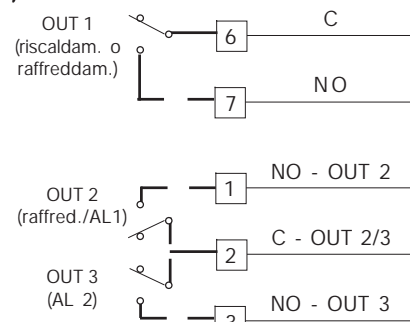 OUT 1
(riscaldam. o
raffreddam.)
6
C
7
NO
OUT 2
(raffred./AL1)
1
NO - OUT 2
2
C - OUT 2/3
OUT 3
(AL 2)
3
NO - OUT 3